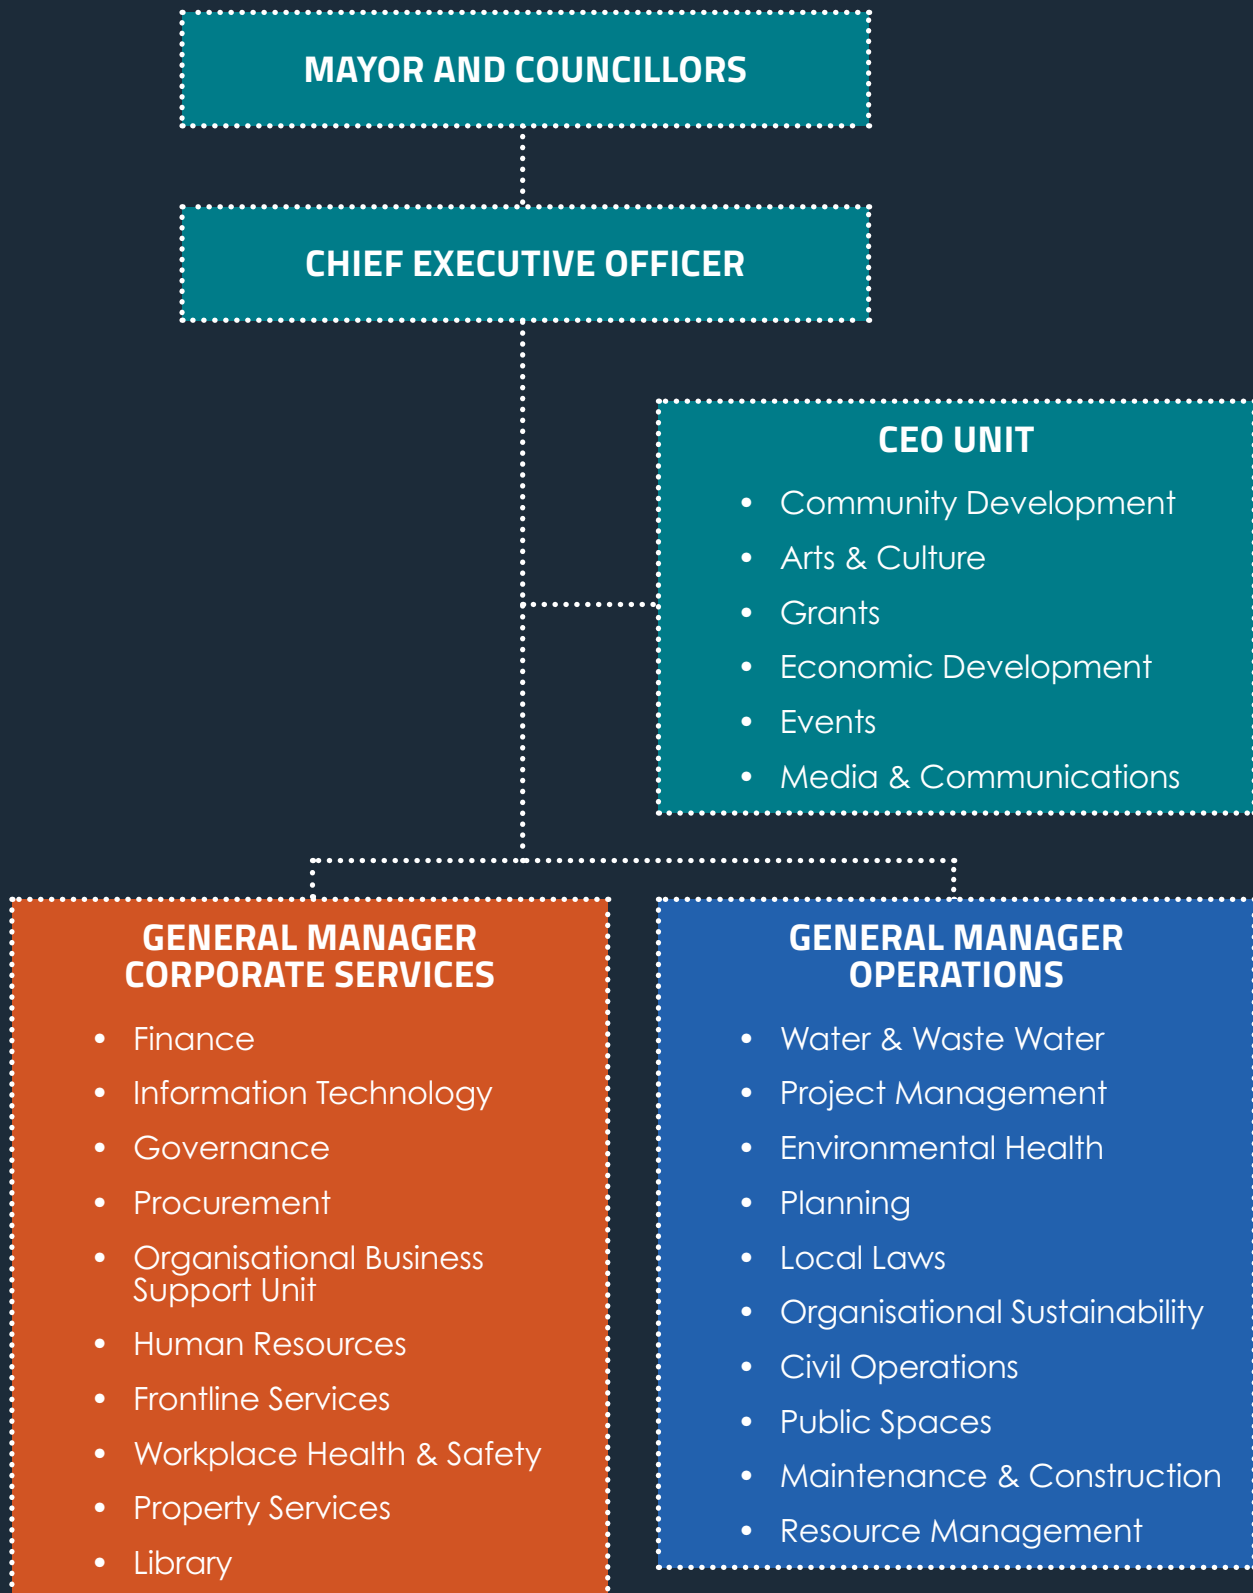 MAYOR AND COUNCILLORS
CHIEF EXECUTIVE OFFICER
CEO UNIT
• Community Development
• Arts & Culture
• Grants
• Economic Development
• Events
• Media & Communications
GENERAL MANAGER
CORPORATE SERVICES
• Finance
• Information Technology
• Governance
• Procurement
• Organisational Business
Support Unit
• Human Resources
• Frontline Services
• Workplace Health & Safety
• Property Services
• Library
GENERAL MANAGER
OPERATIONS
• Water & Waste Water
• Project Management
• Environmental Health
• Planning
• Local Laws
• Organisational Sustainability
• Civil Operations
• Public Spaces
• Maintenance & Construction
• Resource Management